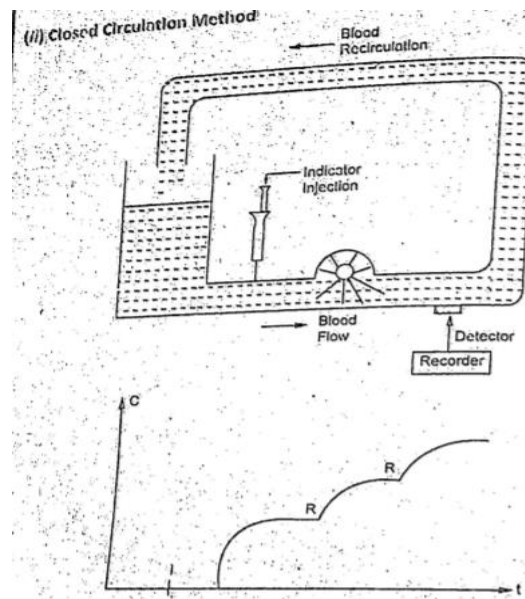 (ii) Closed Circulation Method
Blood
Recirculation
Indicator
Injection
Blood
Flow
Detector
Recorder
C
R
R
I
t